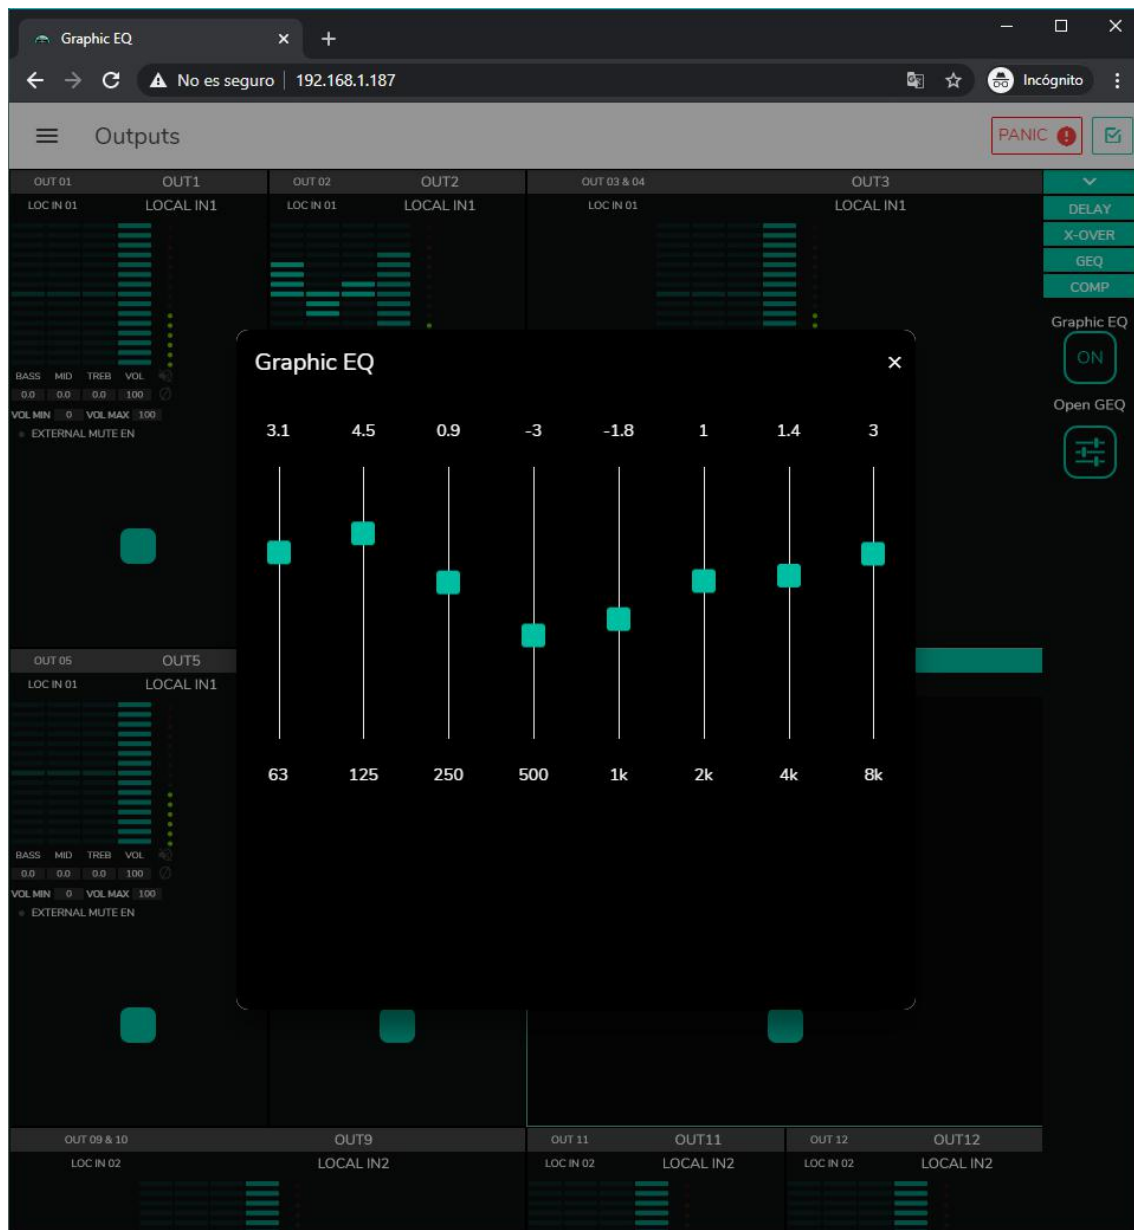 Graphic EQ
No es seguro 192.168.1.187 Incógnito
Outputs PANIC
OUT 01 OUT1 OUT 02 OUT2 OUT 03 & 04 OUT3
LOC IN 01 LOCAL IN1 LOC IN 01 LOCAL IN1 LOC IN 01 LOCAL IN1
DELAY
X-OVER
GEQ
COMP
Graphic EQ
ON
Open GEQ
BASS MID TREB VOL
0.0 0.0 0.0 100
VOL MIN 0 VOL MAX 100
EXTERNAL MUTE EN
Graphic EQ
3.1 4.5 0.9 -3 -1.8 1 1.4 3
63 125 250 500 1k 2k 4k 8k
OUT 05 OUT5
LOC IN 01 LOCAL IN1
BASS MID TREB VOL
0.0 0.0 0.0 100
VOL MIN 0 VOL MAX 100
EXTERNAL MUTE EN
OUT 09 & 10 OUT9 OUT 11 OUT11 OUT 12 OUT12
LOC IN 02 LOCAL IN2 LOC IN 02 LOCAL IN2 LOC IN 02 LOCAL IN2